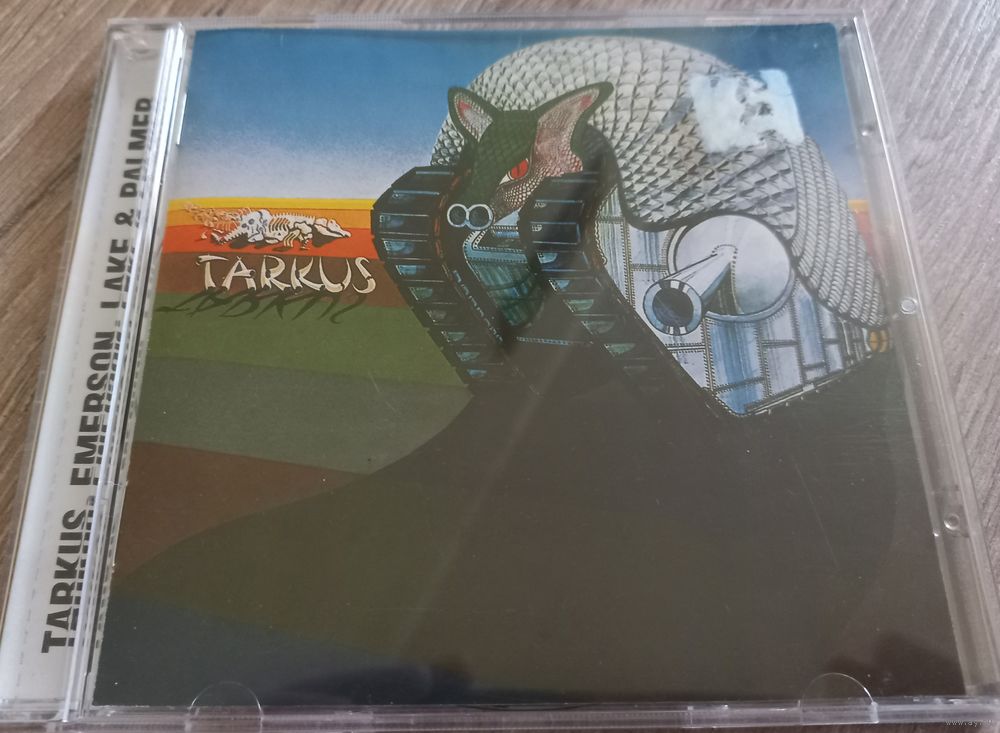 TARKUS EMERSON, LAKE & PALMER
TARKUS